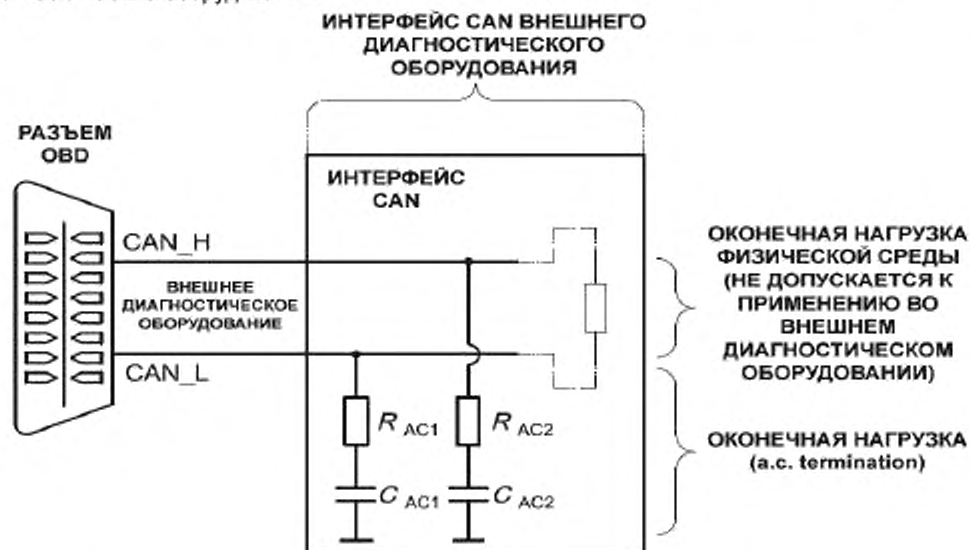 ИНТЕРФЕЙС CAN ВНЕШНЕГО
ДИАГНОСТИЧЕСКОГО
ОБОРУДОВАНИЯ
РАЗЪЕМ
OBD
ИНТЕРФЕЙС
CAN
CAN_H
ВНЕШНЕЕ
ДИАГНОСТИЧЕСКОЕ
ОБОРУДОВАНИЕ
CAN_L
ОКОНЕЧНАЯ НАГРУЗКА
ФИЗИЧЕСКОЙ СРЕДЫ
(НЕ ДОПУСКАЕТСЯ К
ПРИМЕНЕНИЮ ВО
ВНЕШНЕМ
ДИАГНОСТИЧЕСКОМ
ОБОРУДОВАНИИ)
R AC1
R AC2
ОКОНЕЧНАЯ НАГРУЗКА
(a.c. termination)
C AC1
C AC2